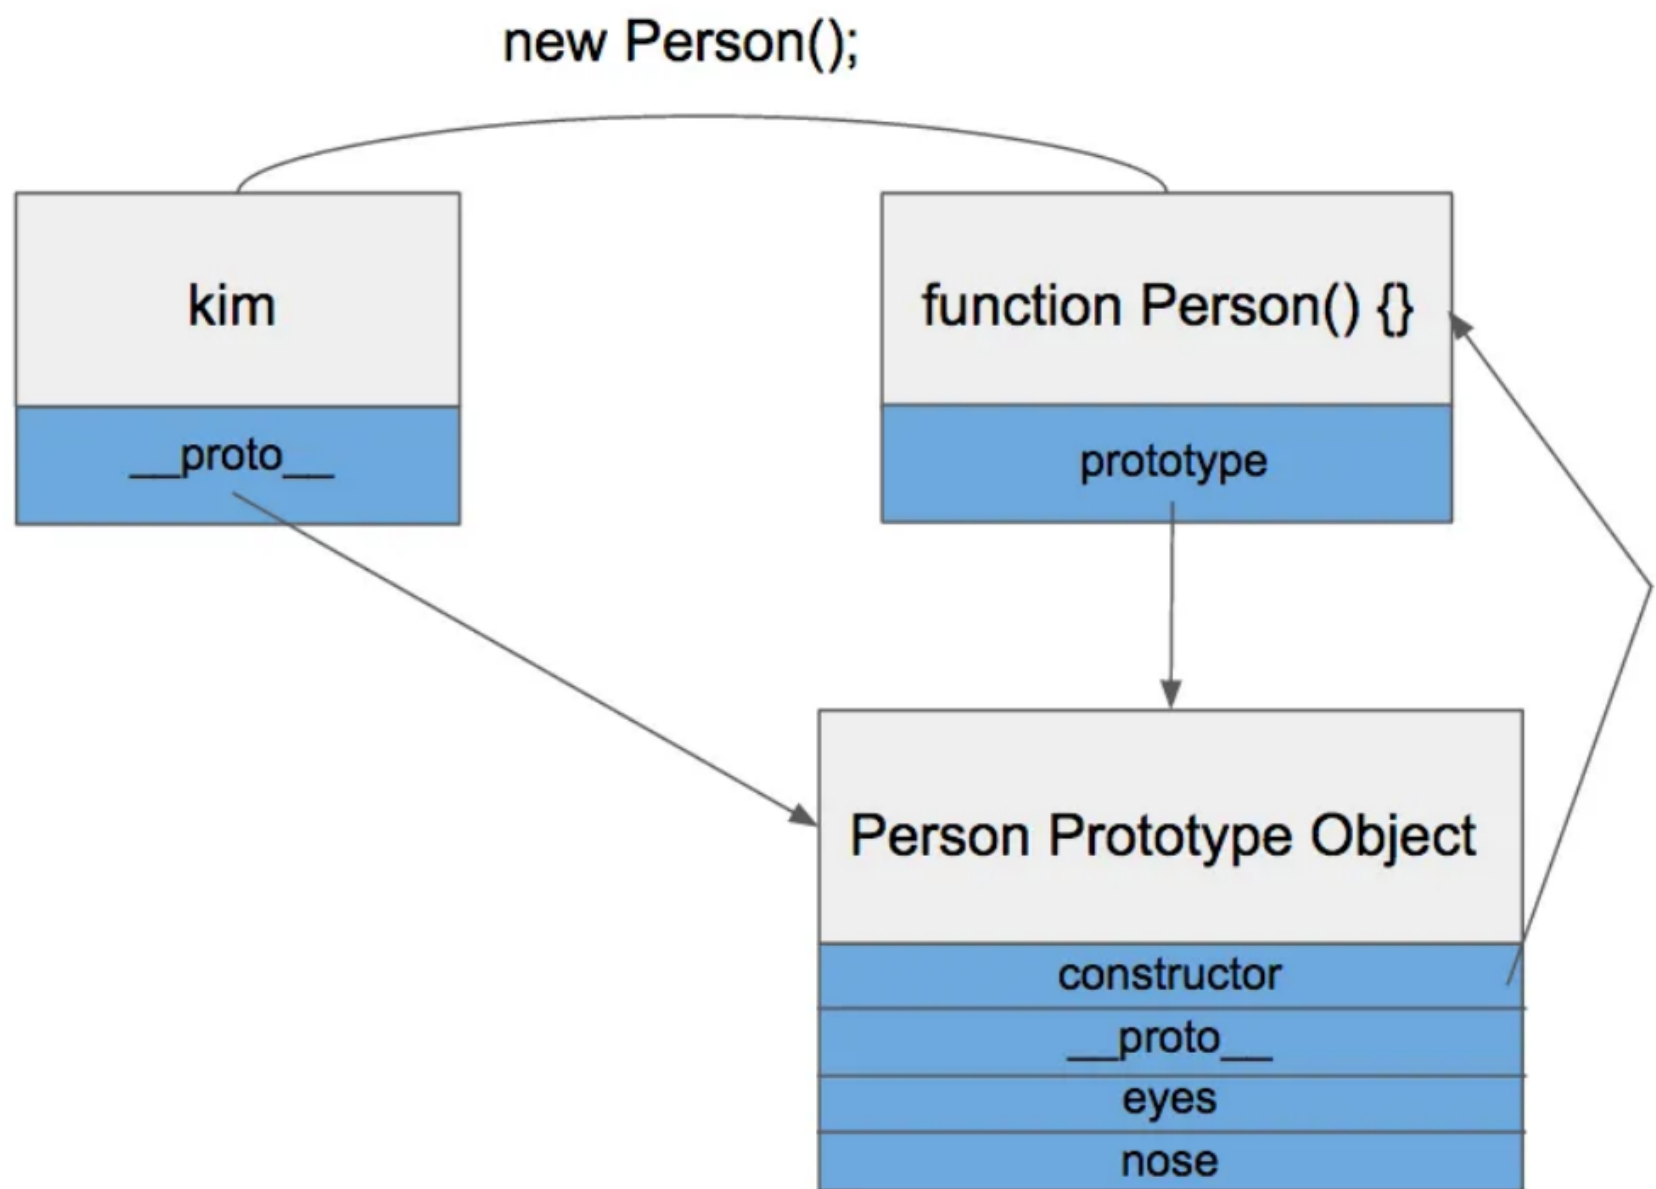 new Person();
kim
function Person() {}
__proto__
prototype
Person Prototype Object
constructor
__proto__
eyes
nose